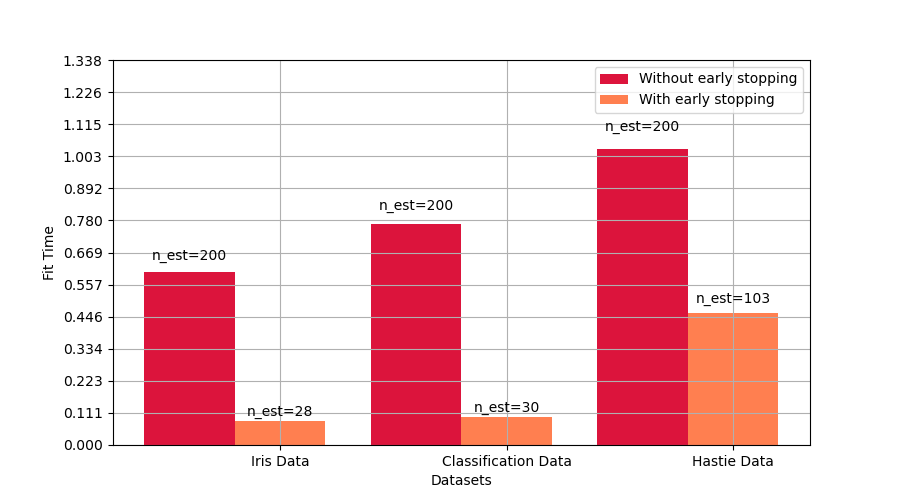 Without early stopping
With early stopping
1.338
1.226
1.115
1.003
0.892
0.780
0.669
0.557
0.446
0.334
0.223
0.111
0.000
Fit Time
n_est=200
n_est=28
n_est=200
n_est=30
n_est=200
n_est=103
Iris Data
Classification Data
Hastie Data
Datasets